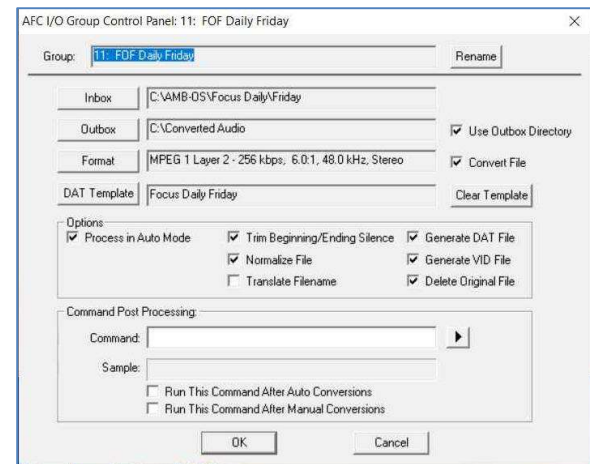 AFC I/O Group Control Panel: 11: FOF Daily Friday
Group: 11: FOF Daily Friday Rename
Inbox C:\AMB-OS\Focus Daily\Friday
Outbox C:\Converted Audio Use Outbox Directory
Format MPEG 1 Layer 2 - 256 kbps, 6.0:1, 48.0 kHz, Stereo Convert File
DAT Template Focus Daily Friday Clear Template
Options
Process in Auto Mode Trim Beginning/Ending Silence Generate DAT File
Normalize File Generate VID File
Translate Filename Delete Original File
Command Post Processing:
Command:
Sample:
Run This Command After Auto Conversions
Run This Command After Manual Conversions
OK Cancel